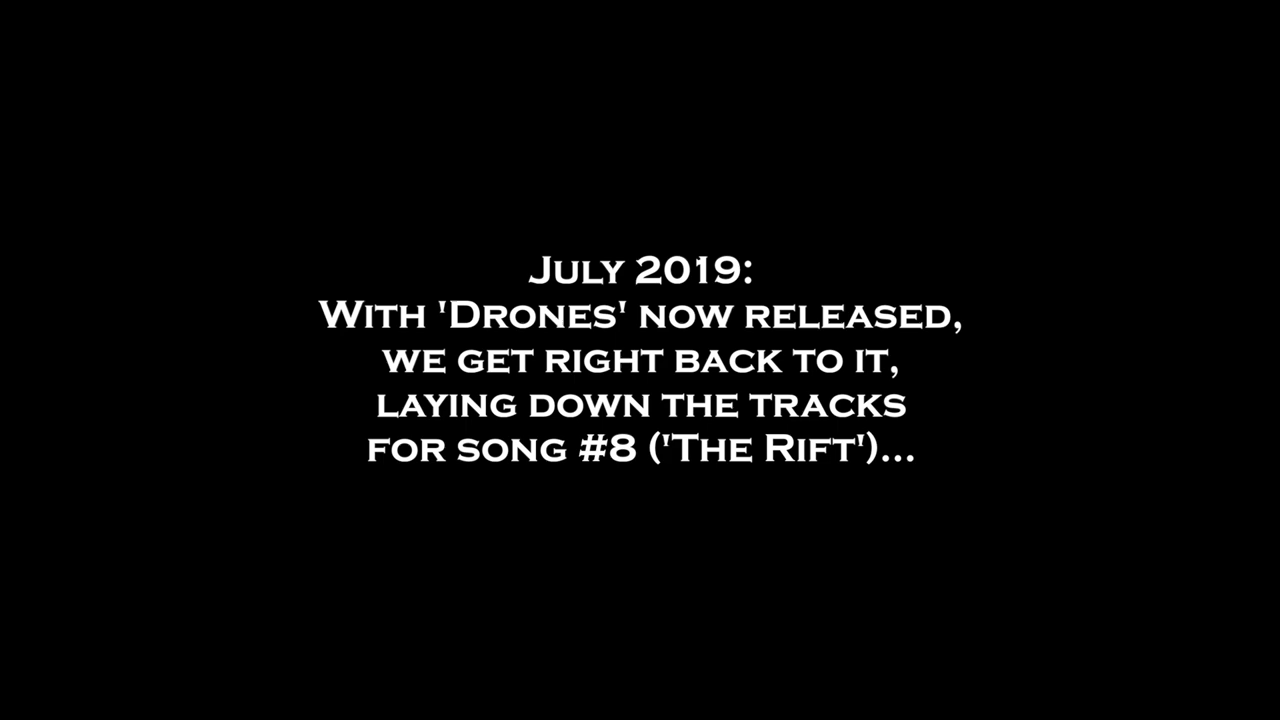 July 2019:
With 'Drones' now released,
we get right back to it,
laying down the tracks
for song #8 ('The Rift')...